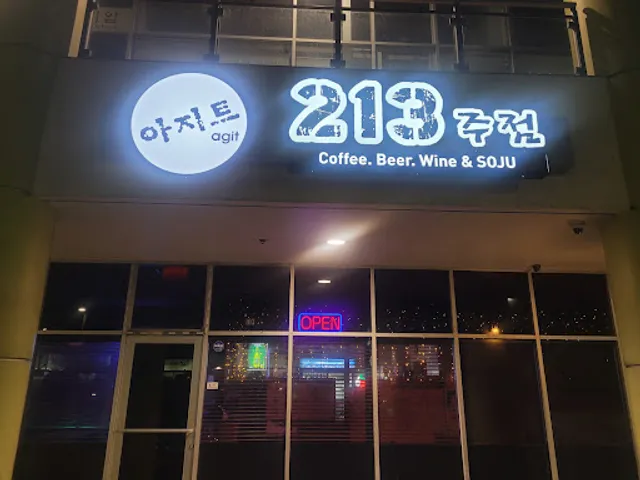 아지트
agit
213 주점
Coffee. Beer. Wine & SOJU
OPEN